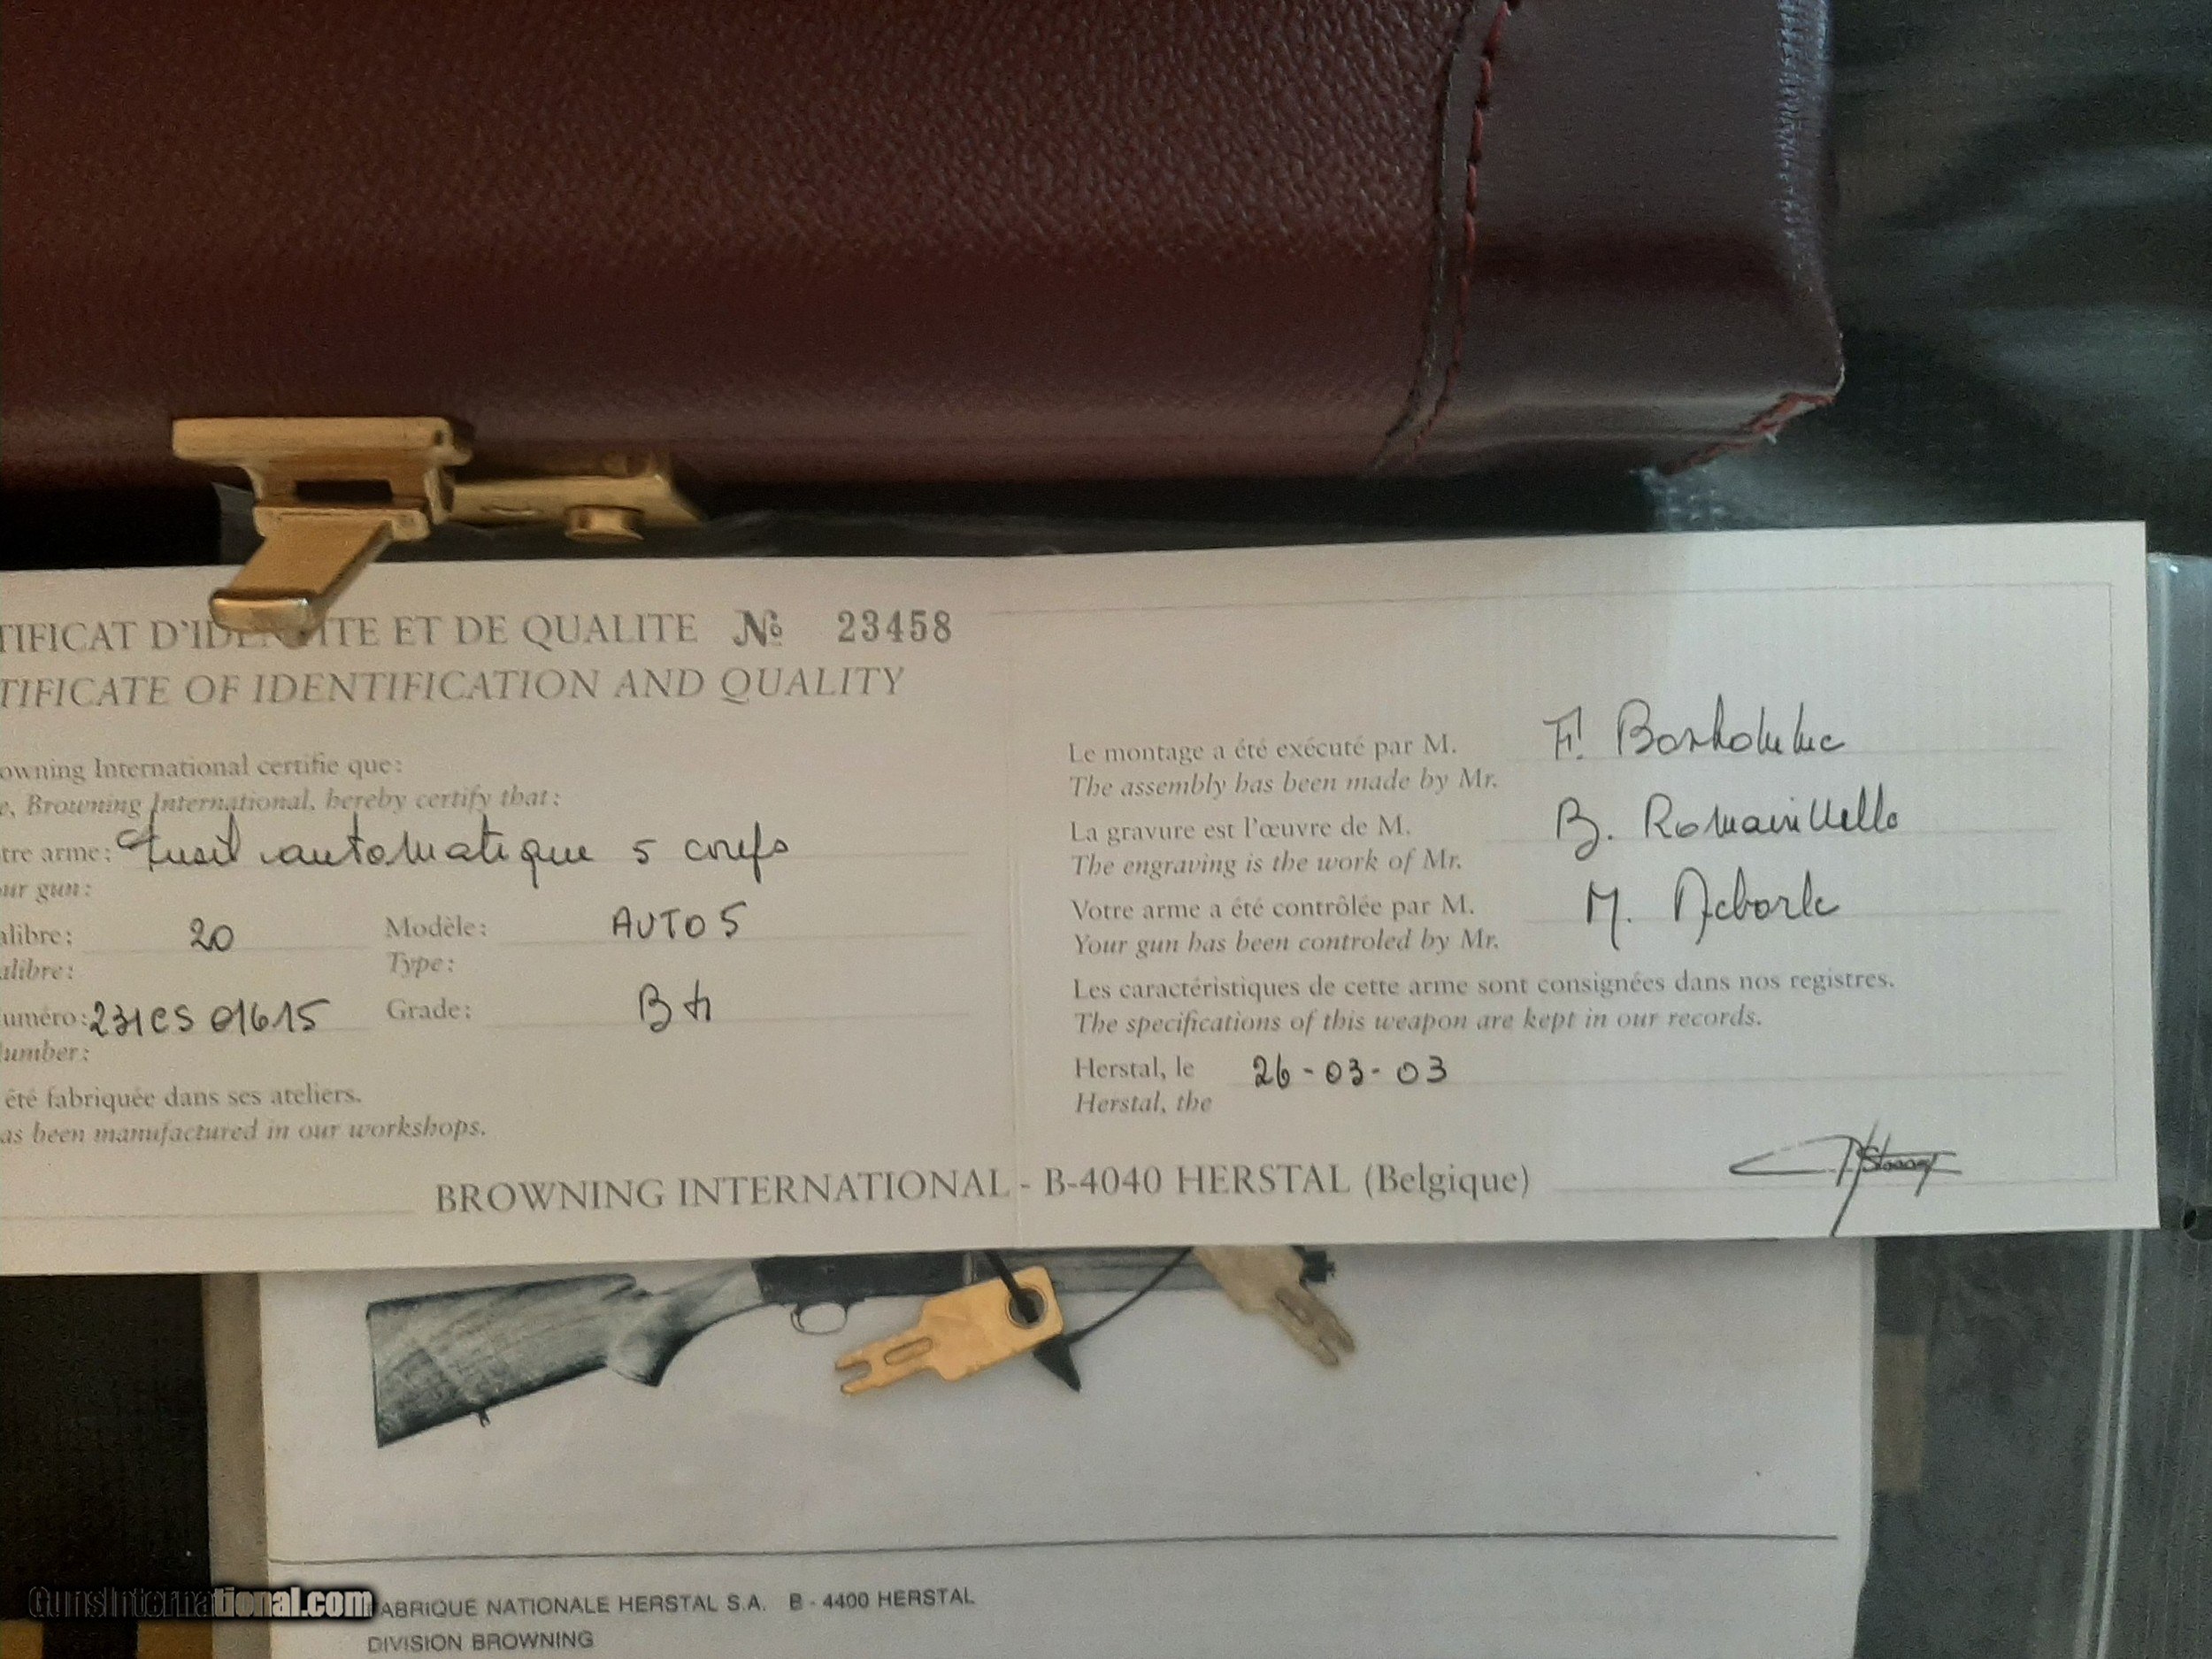 TIFICAT D'IDENTITE ET DE QUALITE No 23458
TIFICATE OF IDENTIFICATION AND QUALITY
owning International certifie que:
e, Browning International, hereby certify that:
tre arme: Fusil automatique 5 coups
ur gun:
alibre: 20 Modèle: AUTO 5
alibre: Type:
uméro: 231CS 01615 Grade:
umber:
été fabriquée dans ses ateliers.
as been manufactured in our workshops.
Le montage a été exécuté par M. F.
The assembly has been made by Mr.
La gravure est l'œuvre de M. B. Romainville
The engraving is the work of Mr.
Votre arme a été contrôlée par M. M.
Your gun has been controled by Mr.
Les caractéristiques de cette arme sont consignées dans nos registres.
The specifications of this weapon are kept in our records.
Herstal, le 26-03-03
Herstal, the
BROWNING INTERNATIONAL - B-4040 HERSTAL (Belgique)
FABRIQUE NATIONALE HERSTAL S.A. B - 4400 HERSTAL
DIVISION BROWNING
GunsInternational.com